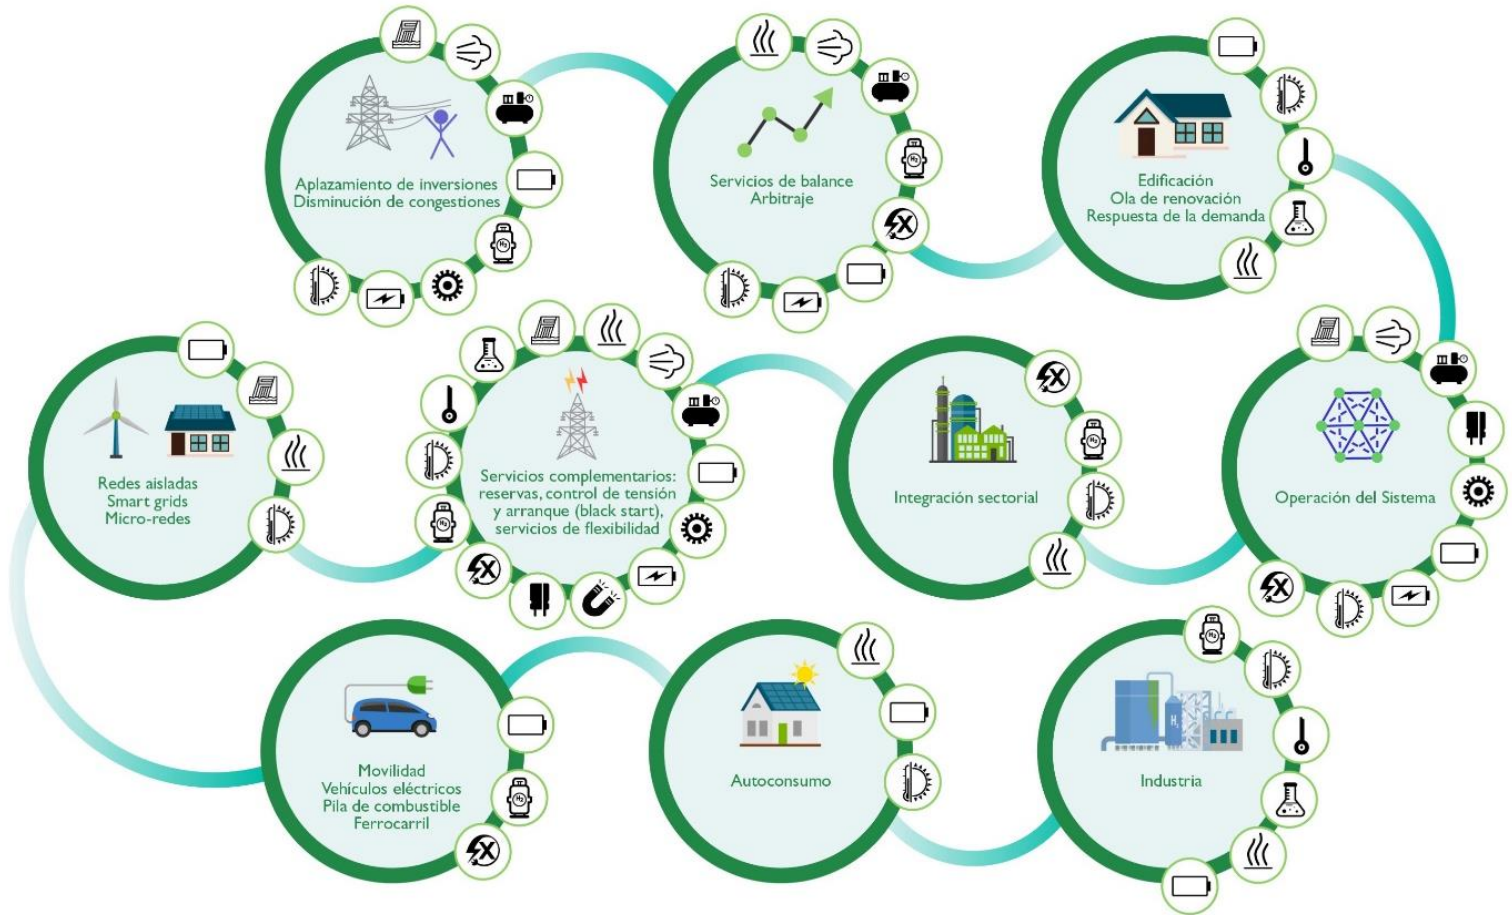 Aplazamiento de inversiones
Disminución de congestiones
Servicios de balance
Arbitraje
Edificación
Ola de renovación
Respuesta de la demanda
Redes aisladas
Smart grids
Micro-redes
Servicios complementarios:
reservas, control de tensión
y arranque (black start),
servicios de flexibilidad
Integración sectorial
Operación del Sistema
Movilidad
Vehículos eléctricos
Pila de combustible
Ferrocarril
Autoconsumo
Industria